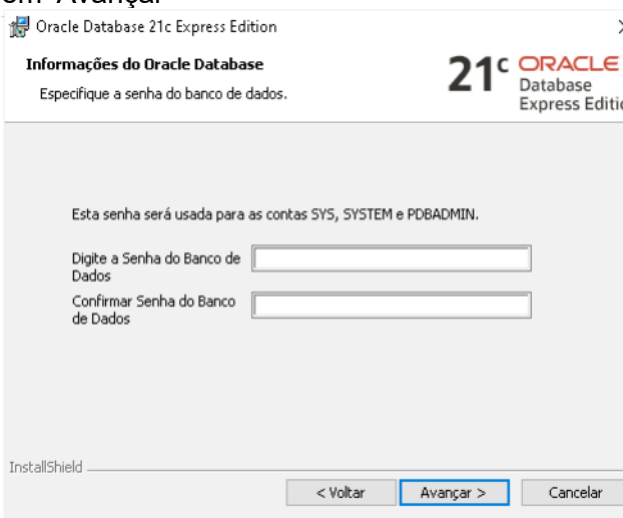 em Avançar
Oracle Database 21c Express Edition
Informações do Oracle Database
Especifique a senha do banco de dados.
21c ORACLE
Database
Express Editio
Esta senha será usada para as contas SYS, SYSTEM e PDBADMIN.
Digite a Senha do Banco de
Dados
Confirmar Senha do Banco
de Dados
InstallShield
< Voltar
Avançar >
Cancelar